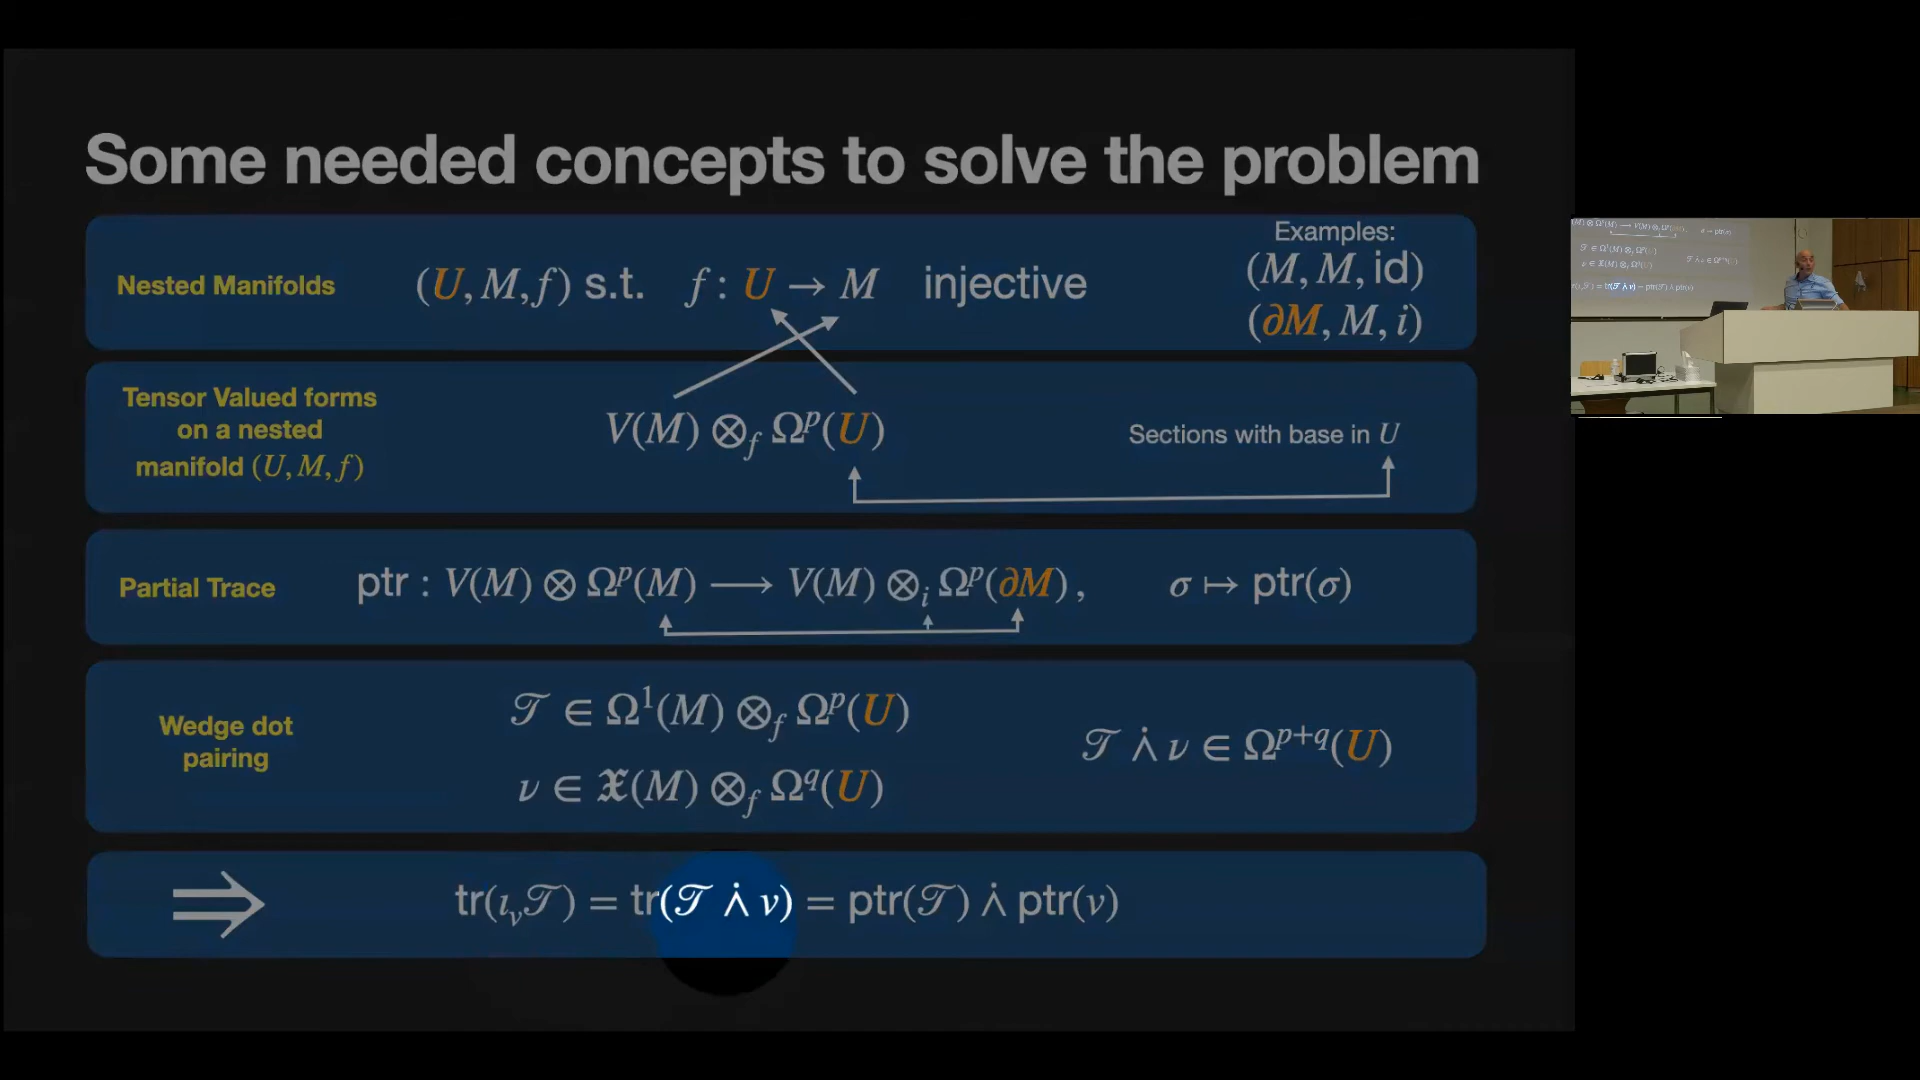 Some needed concepts to solve the problem
Nested Manifolds
(U, M, f) s.t. f : U → M injective
Examples:
(M, M, id)
(∂M, M, i)
Tensor Valued forms
on a nested
manifold (U, M, f)
V(M) ⊗_f Ω^p(U)
Sections with base in U
Partial Trace
ptr : V(M) ⊗ Ω^p(M) ⟶ V(M) ⊗_i Ω^p(∂M) , σ ↦ ptr(σ)
Wedge dot
pairing
𝒯 ∈ Ω^1(M) ⊗_f Ω^p(U)
ν ∈ 𝔛(M) ⊗_f Ω^q(U)
𝒯 ∧̇ ν ∈ Ω^{p+q}(U)
⇒ tr(ι_v𝒯) = tr(𝒯 ∧̇ v) = ptr(𝒯) ∧̇ ptr(v)